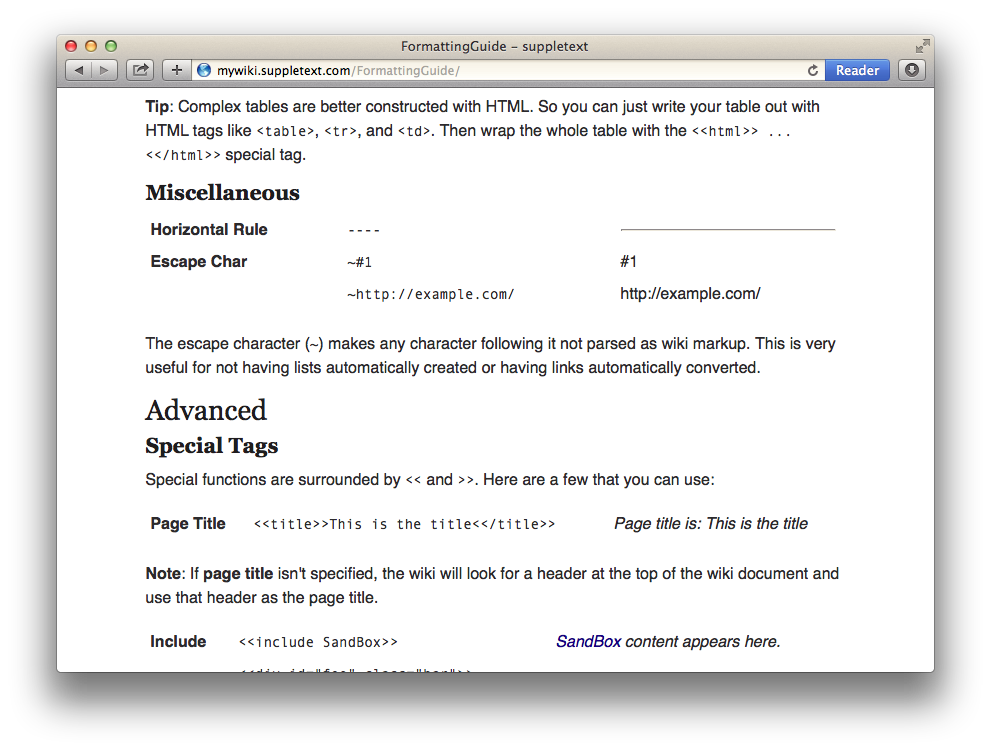 FormattingGuide – suppletext
mywiki.suppletext.com/FormattingGuide/
Reader
Tip: Complex tables are better constructed with HTML. So you can just write your table out with
HTML tags like <table>, <tr>, and <td>. Then wrap the whole table with the <<html>> ...
<</html>> special tag.
Miscellaneous
Horizontal Rule ----
Escape Char ~#1 #1
~http://example.com/ http://example.com/
The escape character (~) makes any character following it not parsed as wiki markup. This is very
useful for not having lists automatically created or having links automatically converted.
Advanced
Special Tags
Special functions are surrounded by << and >>. Here are a few that you can use:
Page Title <<title>>This is the title<</title>> Page title is: This is the title
Note: If page title isn't specified, the wiki will look for a header at the top of the wiki document and
use that header as the page title.
Include <<include SandBox>> SandBox content appears here.
<<div id="foo" class="bar">>